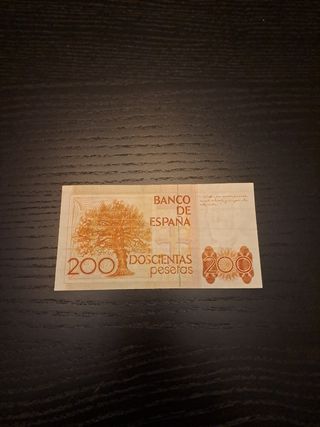 BANCO
DE
ESPAÑA
200
DOSCIENTAS
pesetas
200